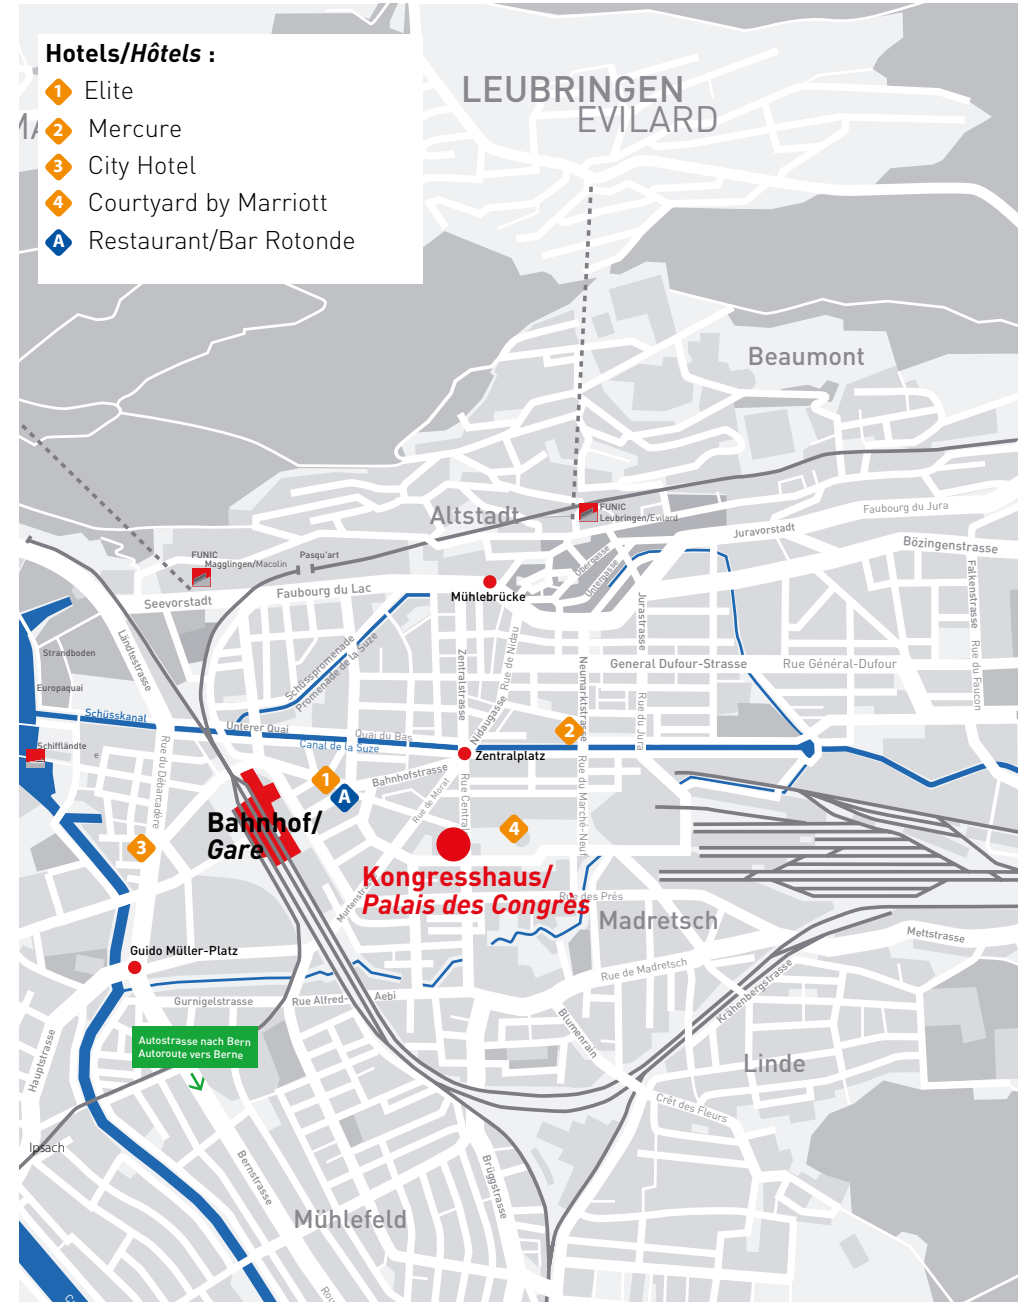 Hotels/Hôtels :
1 Elite
2 Mercure
3 City Hotel
4 Courtyard by Marriott
A Restaurant/Bar Rotonde
LEUBRINGEN
EVILARD
Beaumont
Altstadt
FUNIC
Leubringen/Evilard
Faubourg du Jura
Juravorstadt
Bözingenstrasse
FUNIC
Magglingen/Macolin
Pasqu'art
Obergasse
Untergasse
Falkenstrasse
Seevorstadt
Faubourg du Lac
Mühlebrücke
Jurastrasse
Ländtestrasse
Strandboden
Schüsspromenade
Promenade de la Suze
Zentralstrasse
Rue de Nidau
Neumarktstrasse
General Dufour-Strasse
Rue Général-Dufour
Rue du Faucon
Europaquai
Schüsskanal
Unterer Quai
Quai du Bas
Canal de la Suze
Nidaugasse
Rue du Jura
2
Schifflände
e
Rue du Débarcadère
Zentralplatz
1
A
Bahnhofstrasse
Rue de Morat
Rue Central
Rue du Marché-Neuf
Bahnhof/
Gare
4
3
Kongresshaus/
Palais des Congrès
Rue des Prés
Madretsch
Mettstrasse
Guido Müller-Platz
Rue de Madretsch
Krähenbergstrasse
Gurnigelstrasse
Rue Alfred-
Aebi
Blumenrain
Autostrasse nach Bern
Autoroute vers Berne
Hauptstrasse
Linde
Crêt des Fleurs
Ipsach
Bernstrasse
Brüggstrasse
Mühlefeld